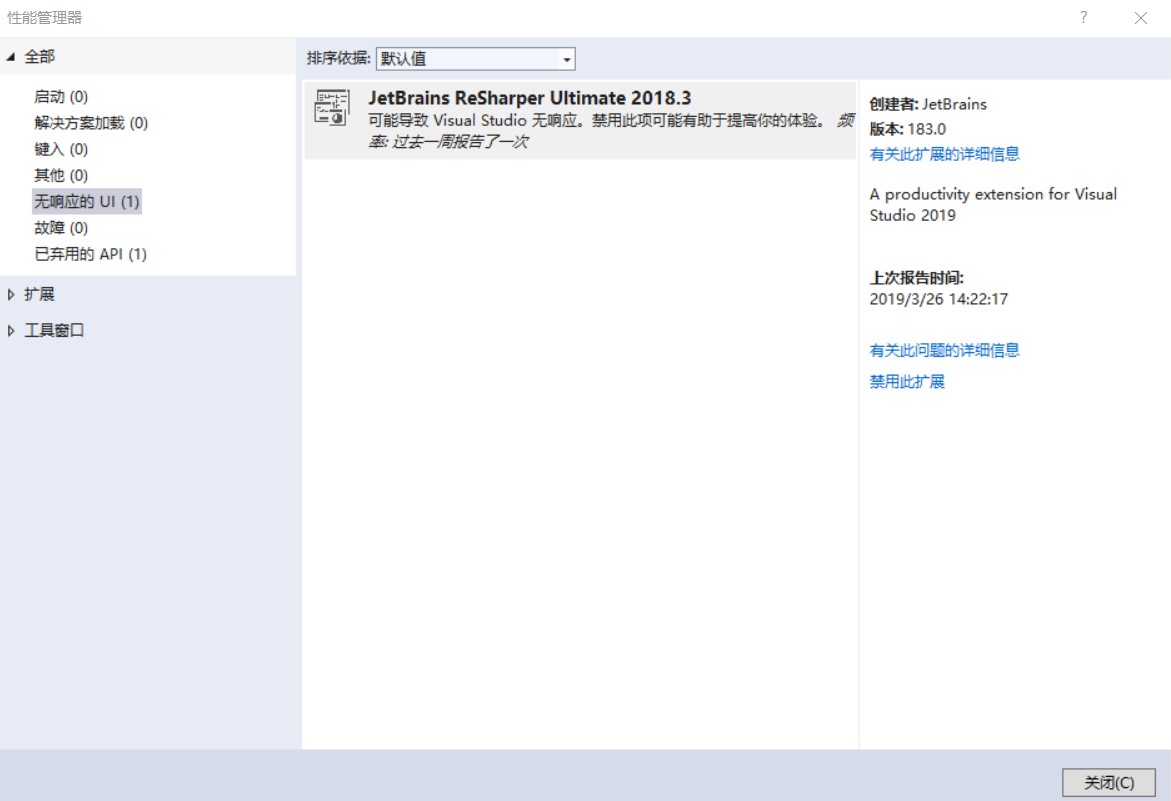 性能管理器
?
全部
启动 (0)
解决方案加载 (0)
键入 (0)
其他 (0)
无响应的 UI (1)
故障 (0)
已弃用的 API (1)
扩展
工具窗口
排序依据: 默认值
JetBrains ReSharper Ultimate 2018.3
可能导致 Visual Studio 无响应。禁用此项可能有助于提高你的体验。 频
率: 过去一周报告了一次
创建者: JetBrains
版本: 183.0
有关此扩展的详细信息
A productivity extension for Visual
Studio 2019
上次报告时间:
2019/3/26 14:22:17
有关此问题的详细信息
禁用此扩展
关闭(C)